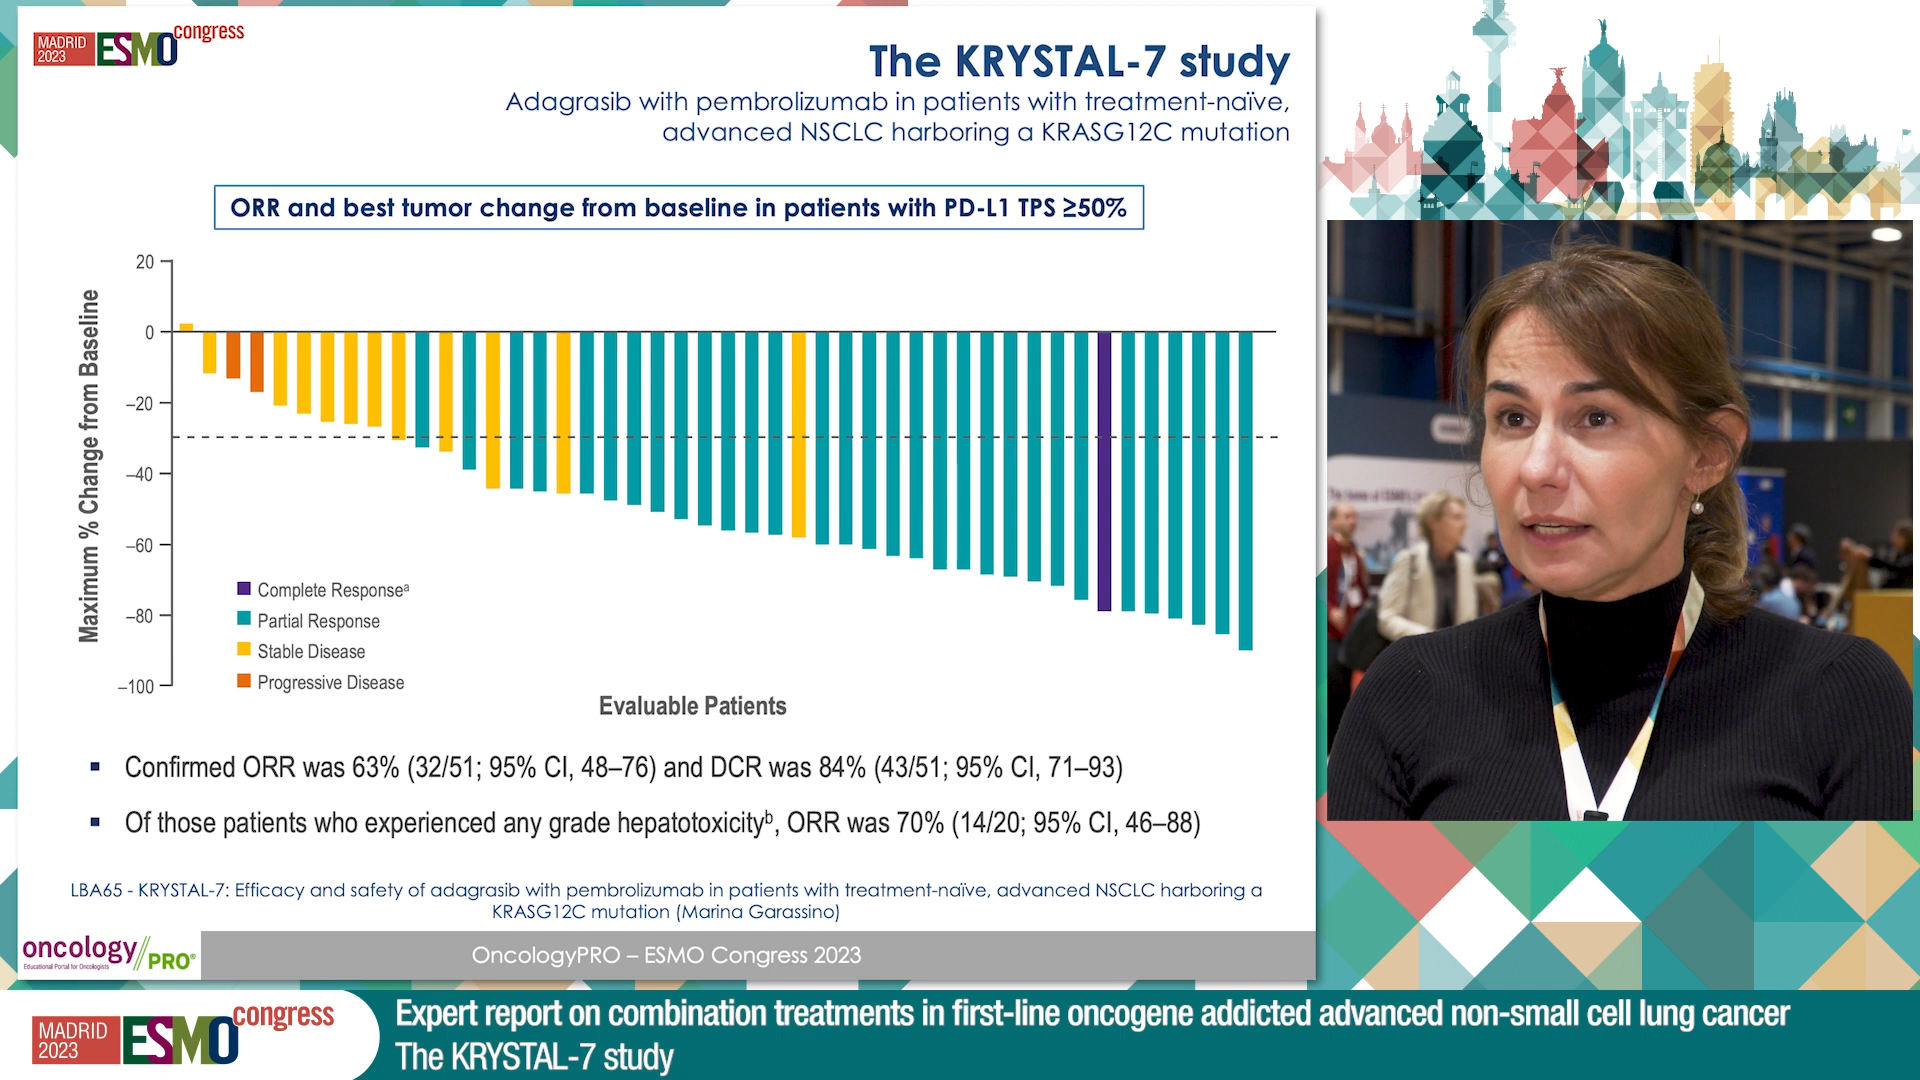 MADRID
2023
ESMO
congress
The KRYSTAL-7 study
Adagrasib with pembrolizumab in patients with treatment-naïve,
advanced NSCLC harboring a KRASG12C mutation
ORR and best tumor change from baseline in patients with PD-L1 TPS ≥50%
Maximum % Change from Baseline
20
0
–20
–40
–60
–80
–100
Complete Responseᵃ
Partial Response
Stable Disease
Progressive Disease
Evaluable Patients
▪ Confirmed ORR was 63% (32/51; 95% CI, 48–76) and DCR was 84% (43/51; 95% CI, 71–93)
▪ Of those patients who experienced any grade hepatotoxicityᵇ, ORR was 70% (14/20; 95% CI, 46–88)
LBA65 - KRYSTAL-7: Efficacy and safety of adagrasib with pembrolizumab in patients with treatment-naïve, advanced NSCLC harboring a
KRASG12C mutation (Marina Garassino)
oncology//PRO®
Educational Portal for Oncologists
OncologyPRO – ESMO Congress 2023
MADRID
2023
ESMO
congress
Expert report on combination treatments in first-line oncogene addicted advanced non-small cell lung cancer
The KRYSTAL-7 study